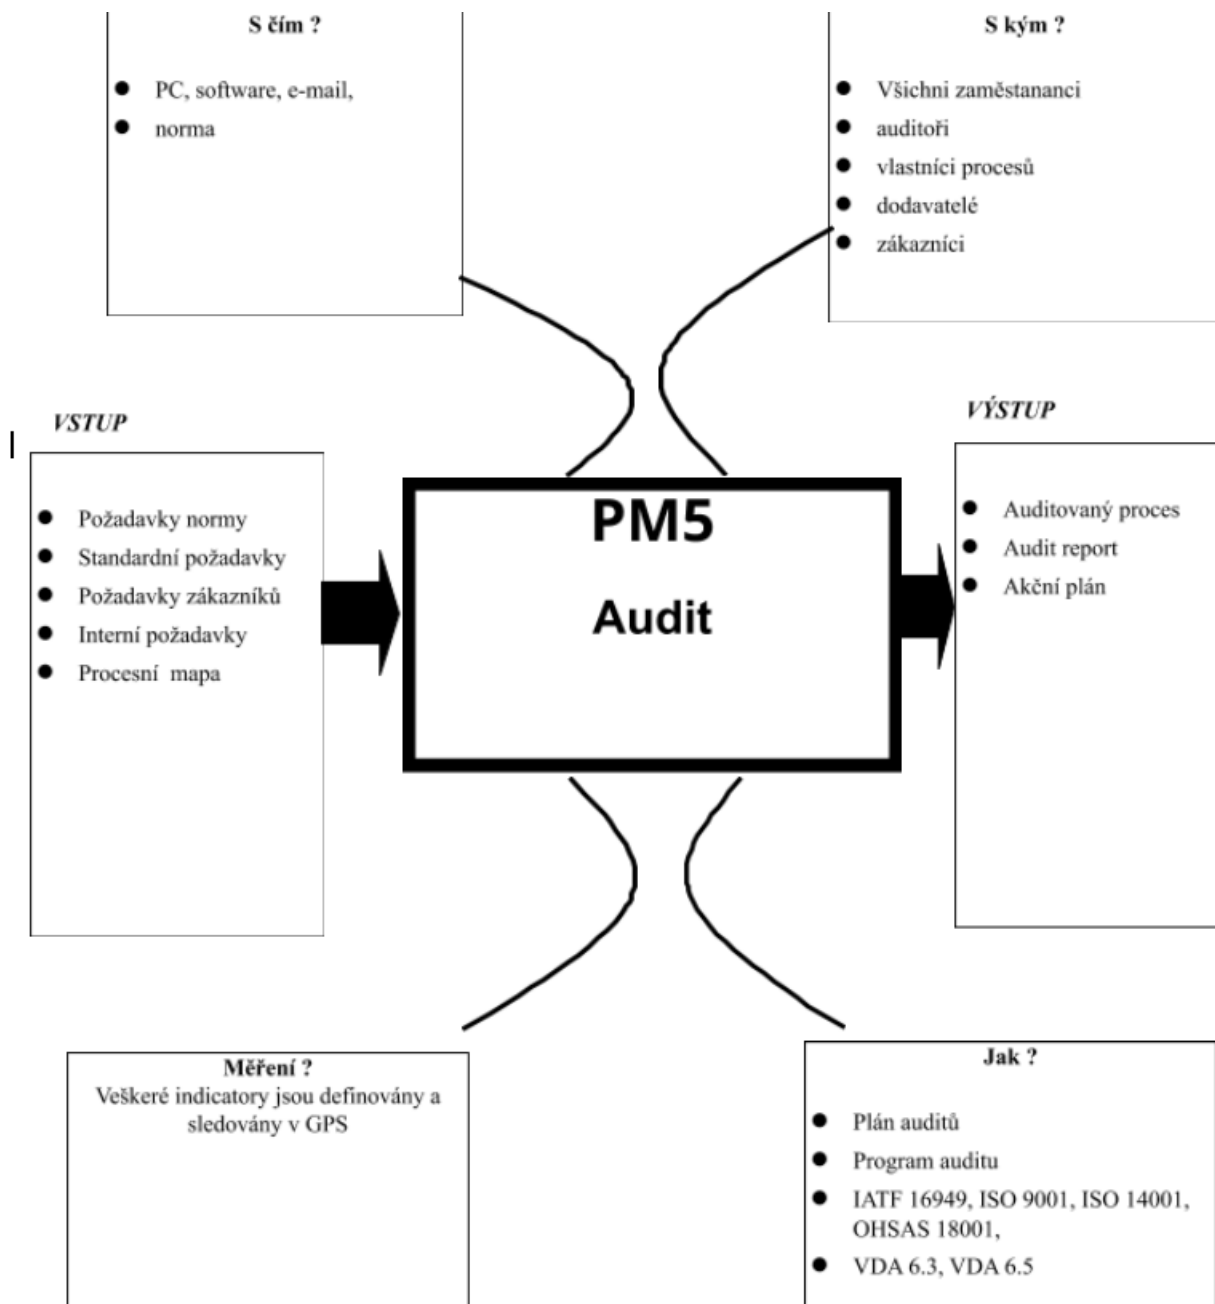 S čím ?
PC, software, e-mail,
norma
S kým ?
Všichni zaměstananci
auditoři
vlastníci procesů
dodavatelé
zákazníci
VSTUP
Požadavky normy
Standardní požadavky
Požadavky zákazníků
Interní požadavky
Procesní mapa
PM5
Audit
VÝSTUP
Auditovaný proces
Audit report
Akční plán
Měření ?
Veškeré indicatory jsou definovány a
sledovány v GPS
Jak ?
Plán auditů
Program auditu
IATF 16949, ISO 9001, ISO 14001,
OHSAS 18001,
VDA 6.3, VDA 6.5